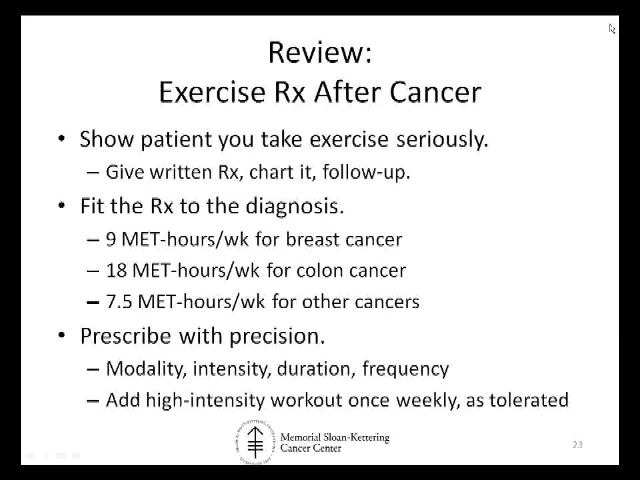 Review:
Exercise Rx After Cancer
• Show patient you take exercise seriously.
– Give written Rx, chart it, follow-up.
• Fit the Rx to the diagnosis.
– 9 MET-hours/wk for breast cancer
– 18 MET-hours/wk for colon cancer
– 7.5 MET-hours/wk for other cancers
• Prescribe with precision.
– Modality, intensity, duration, frequency
– Add high-intensity workout once weekly, as tolerated
Memorial Sloan-Kettering
Cancer Center
23